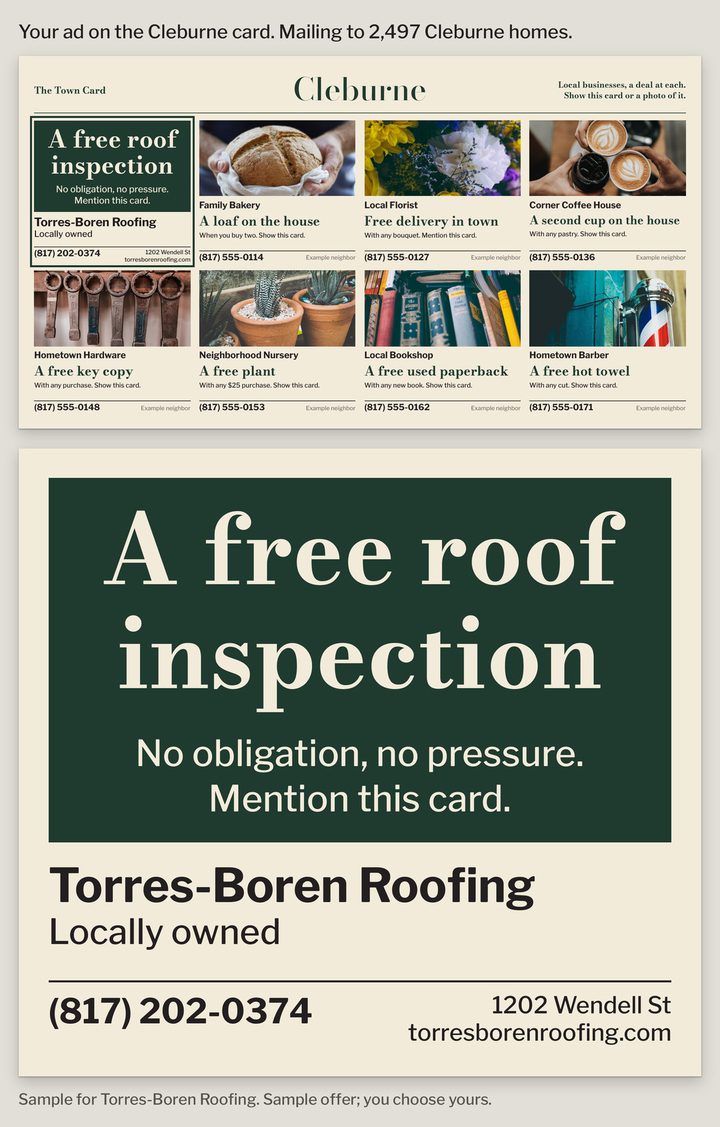 Your ad on the Cleburne card. Mailing to 2,497 Cleburne homes.
The Town Card
Cleburne
Local businesses, a deal at each.
Show this card or a photo of it.
A free roof
inspection
No obligation, no pressure.
Mention this card.
Torres-Boren Roofing
Locally owned
(817) 202-0374
1202 Wendell St
torresborenroofing.com
Family Bakery
A loaf on the house
When you buy two. Show this card.
(817) 555-0114
Example neighbor
Local Florist
Free delivery in town
With any bouquet. Mention this card.
(817) 555-0127
Example neighbor
Corner Coffee House
A second cup on the house
With any pastry. Show this card.
(817) 555-0136
Example neighbor
Hometown Hardware
A free key copy
With any purchase. Show this card.
(817) 555-0148
Example neighbor
Neighborhood Nursery
A free plant
With any $25 purchase. Show this card.
(817) 555-0153
Example neighbor
Local Bookshop
A free used paperback
With any new book. Show this card.
(817) 555-0162
Example neighbor
Hometown Barber
A free hot towel
With any cut. Show this card.
(817) 555-0171
Example neighbor
A free roof
inspection
No obligation, no pressure.
Mention this card.
Torres-Boren Roofing
Locally owned
(817) 202-0374
1202 Wendell St
torresborenroofing.com
Sample for Torres-Boren Roofing. Sample offer; you choose yours.